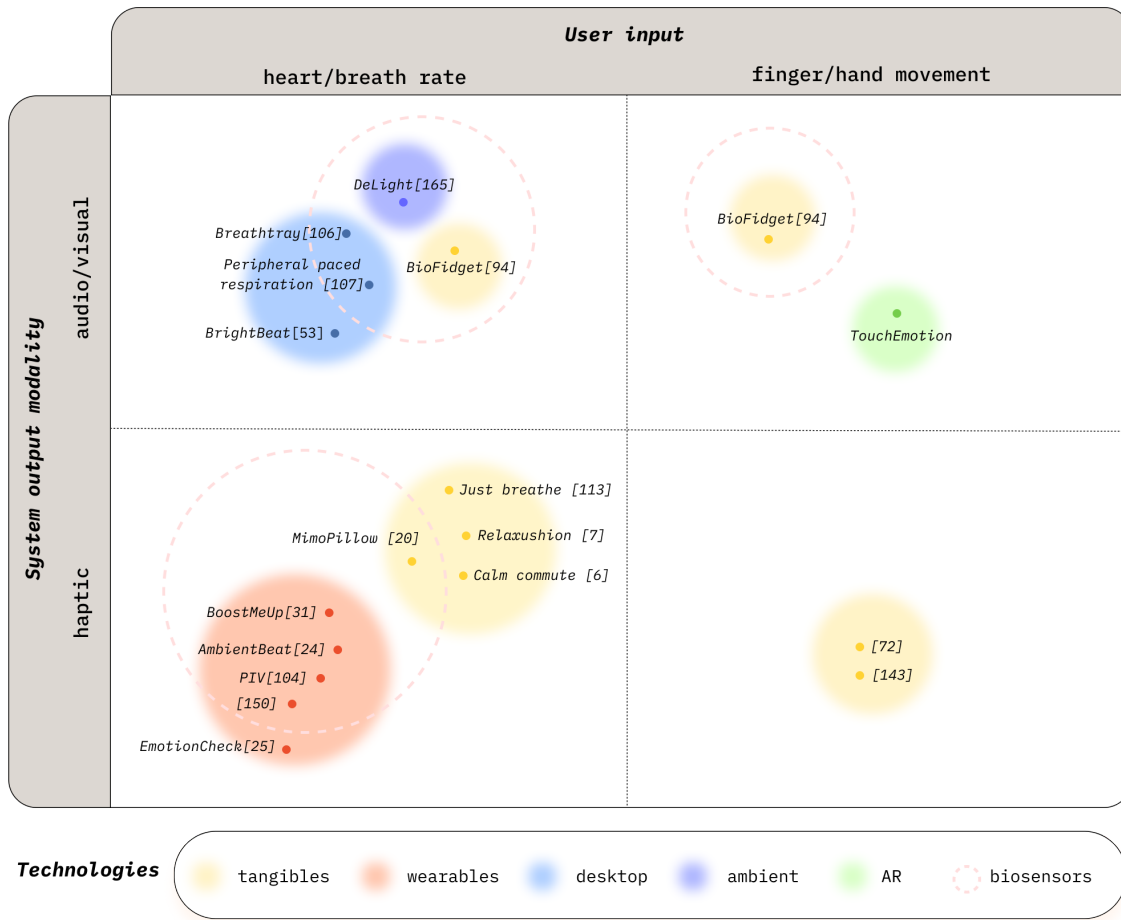 User input
heart/breath rate
finger/hand movement
System output modality
audio/visual
DeLight[165]
Breathtray[106]
Peripheral paced
respiration [107]
BioFidget[94]
BrightBeat[53]
BioFidget[94]
TouchEmotion
haptic
Just breathe [113]
MimoPillow [20]
Relaxushion [7]
Calm commute [6]
BoostMeUp[31]
AmbientBeat[24]
PIV[104]
[150]
EmotionCheck[25]
[72]
[143]
Technologies
tangibles
wearables
desktop
ambient
AR
biosensors